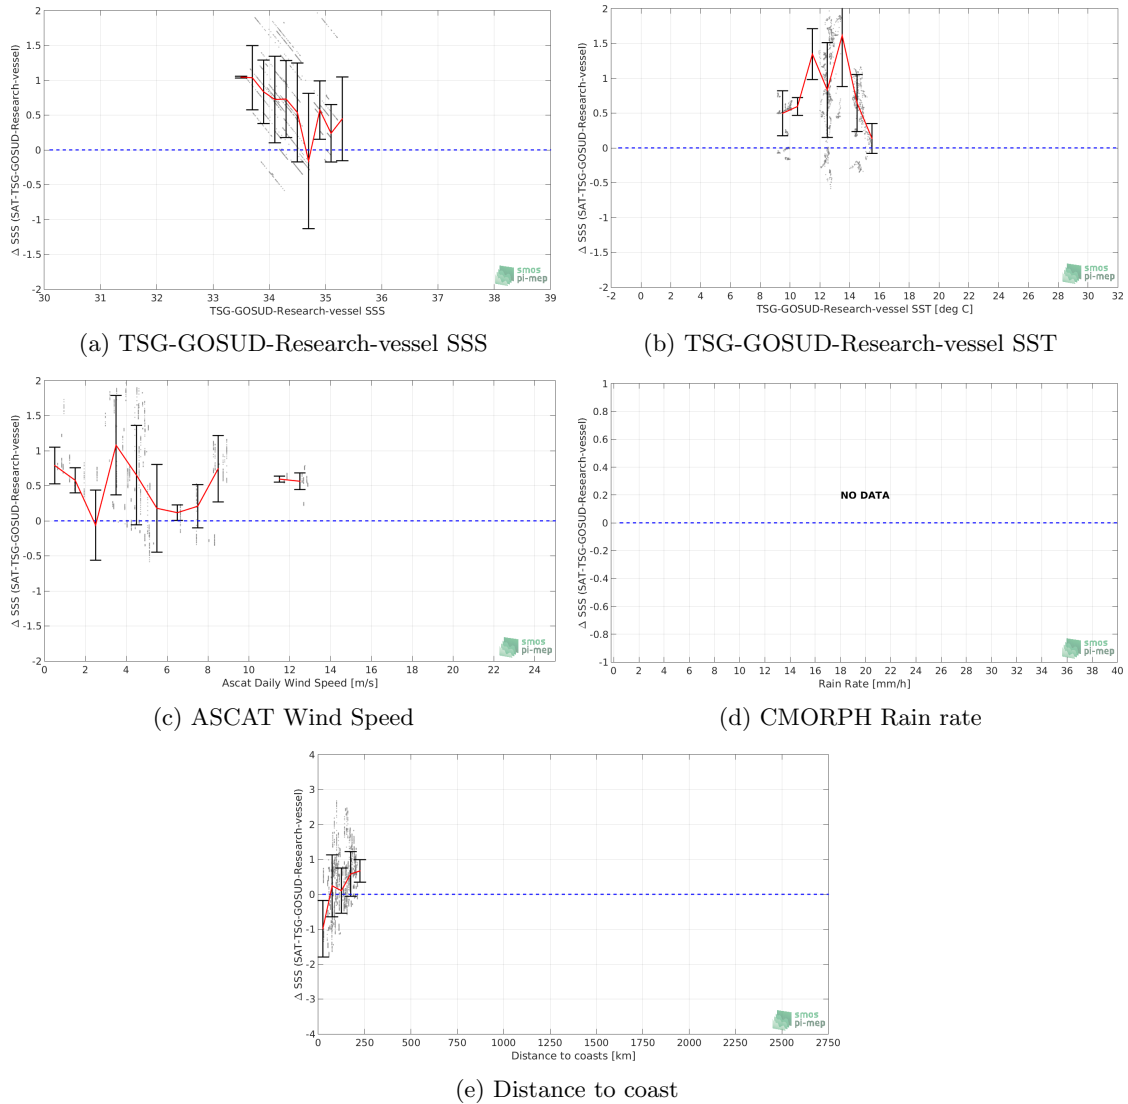 2
1.5
1
0.5
0
-0.5
-1
-1.5
-2
Δ SSS (SAT-TSG-GOSUD-Research-vessel)
30 31 32 33 34 35 36 37 38 39
TSG-GOSUD-Research-vessel SSS
smos
pi-mep
(a) TSG-GOSUD-Research-vessel SSS
2
1.5
1
0.5
0
-0.5
-1
-1.5
-2
Δ SSS (SAT-TSG-GOSUD-Research-vessel)
-2 0 2 4 6 8 10 12 14 16 18 20 22 24 26 28 30 32
TSG-GOSUD-Research-vessel SST [deg C]
smos
pi-mep
(b) TSG-GOSUD-Research-vessel SST
2
1.5
1
0.5
0
-0.5
-1
-1.5
-2
Δ SSS (SAT-TSG-GOSUD-Research-vessel)
0 2 4 6 8 10 12 14 16 18 20 22 24
Ascat Daily Wind Speed [m/s]
smos
pi-mep
(c) ASCAT Wind Speed
1
0.8
0.6
0.4
0.2
0
-0.2
-0.4
-0.6
-0.8
-1
Δ SSS (SAT-TSG-GOSUD-Research-vessel)
NO DATA
0 2 4 6 8 10 12 14 16 18 20 22 24 26 28 30 32 34 36 38 40
Rain Rate [mm/h]
smos
pi-mep
(d) CMORPH Rain rate
4
3
2
1
0
-1
-2
-3
-4
Δ SSS (SAT-TSG-GOSUD-Research-vessel)
0 250 500 750 1000 1250 1500 1750 2000 2250 2500 2750
Distance to coasts [km]
smos
pi-mep
(e) Distance to coast